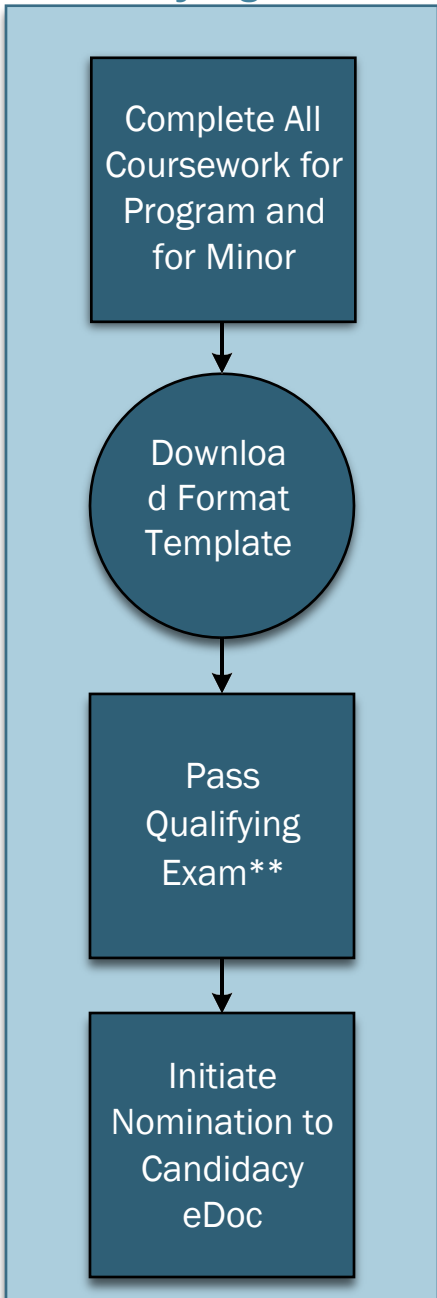 Complete All
Coursework for
Program and
for Minor
Downloa
d Format
Template
Pass
Qualifying
Exam**
Initiate
Nomination to
Candidacy
eDoc